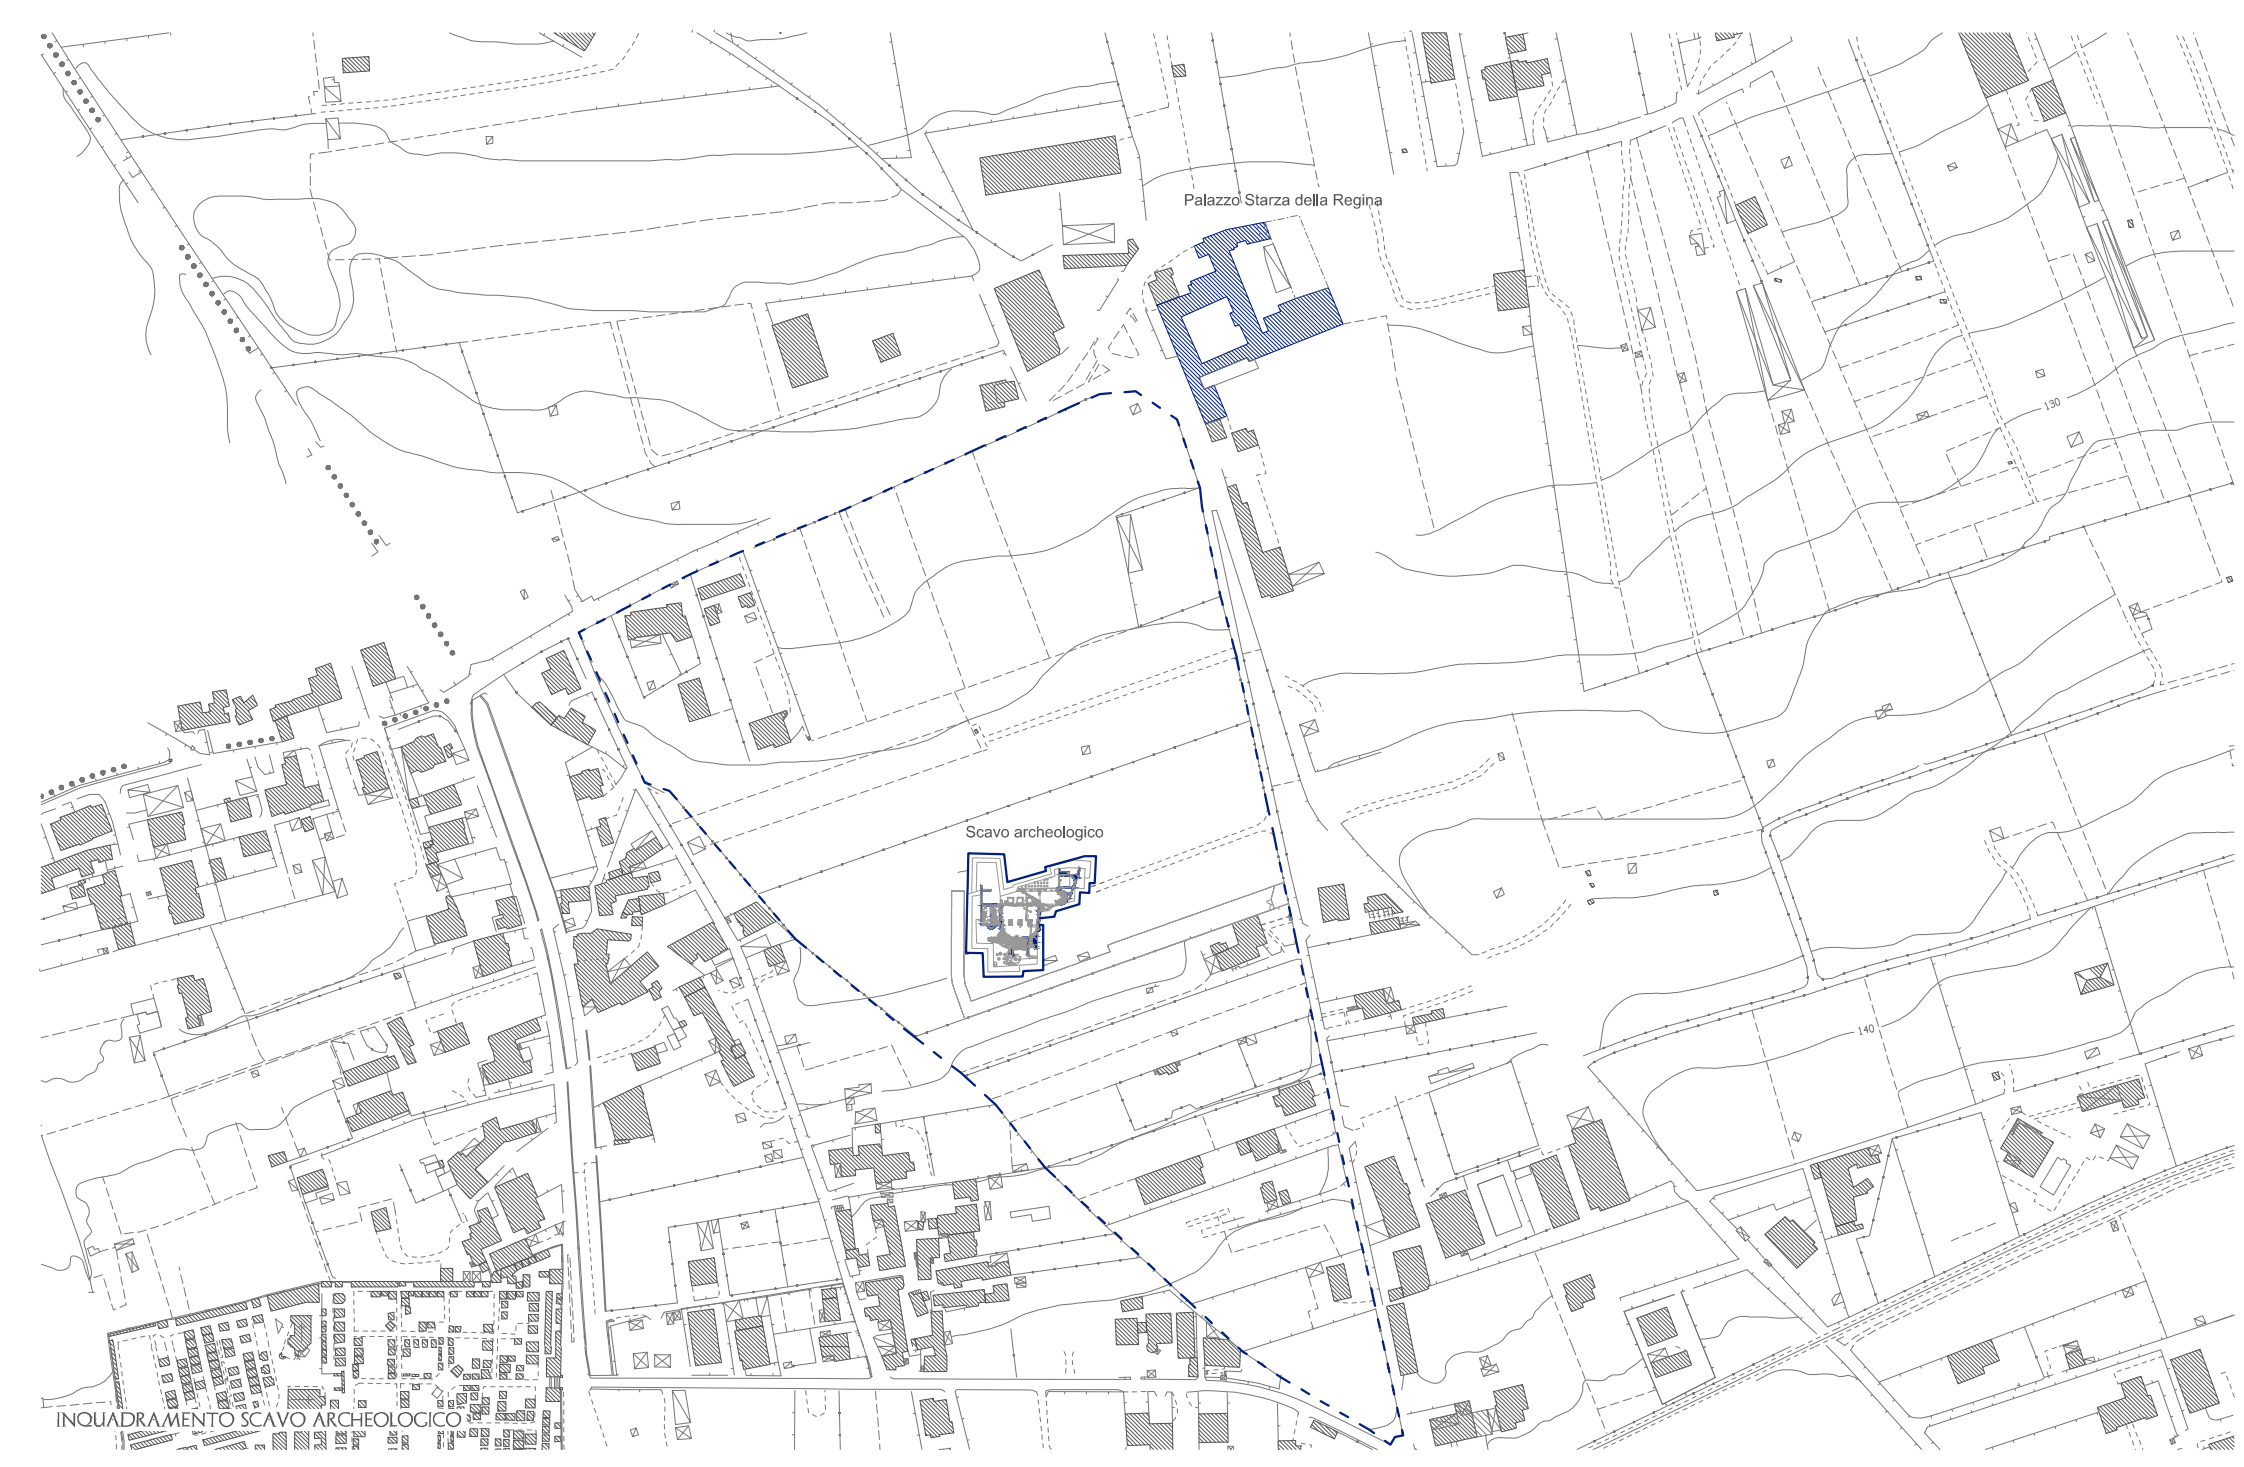 Palazzo Starza della Regina
130
Scavo archeologico
140
INQUADRAMENTO SCAVO ARCHEOLOGICO